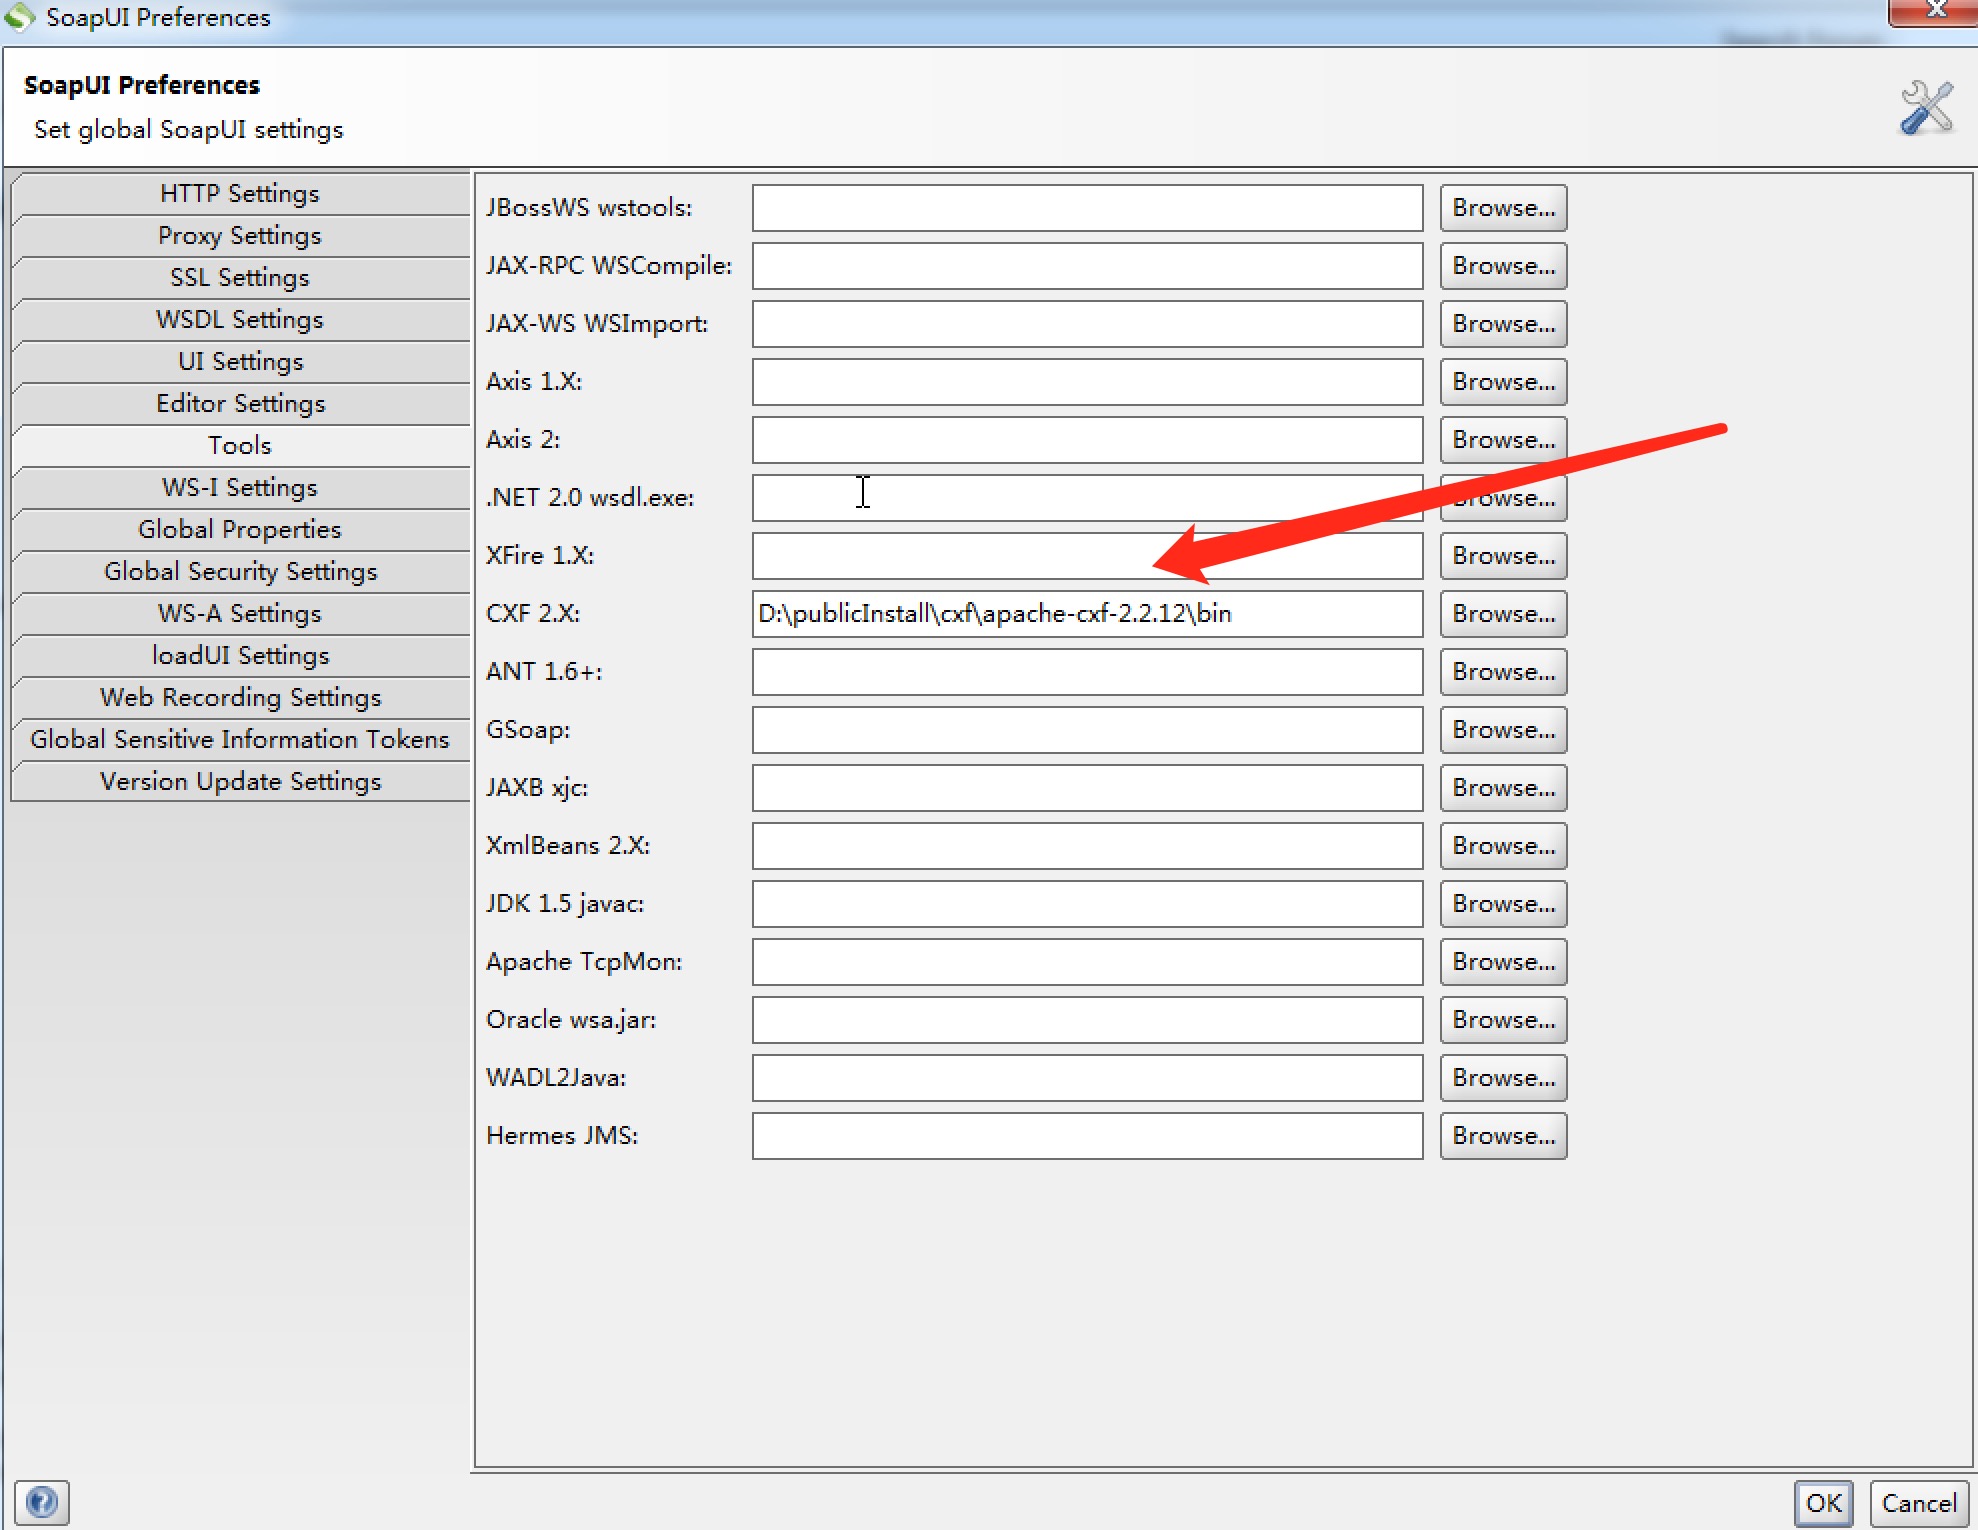 SoapUI Preferences
SoapUI Preferences
Set global SoapUI settings
HTTP Settings
Proxy Settings
SSL Settings
WSDL Settings
UI Settings
Editor Settings
Tools
WS-I Settings
Global Properties
Global Security Settings
WS-A Settings
loadUI Settings
Web Recording Settings
Global Sensitive Information Tokens
Version Update Settings
JBossWS wstools: Browse...
JAX-RPC WSCompile: Browse...
JAX-WS WSImport: Browse...
Axis 1.X: Browse...
Axis 2: Browse...
.NET 2.0 wsdl.exe: Browse...
XFire 1.X: Browse...
CXF 2.X: D:\publicInstall\cxf\apache-cxf-2.2.12\bin Browse...
ANT 1.6+: Browse...
GSoap: Browse...
JAXB xjc: Browse...
XmlBeans 2.X: Browse...
JDK 1.5 javac: Browse...
Apache TcpMon: Browse...
Oracle wsa.jar: Browse...
WADL2Java: Browse...
Hermes JMS: Browse...
OK Cancel